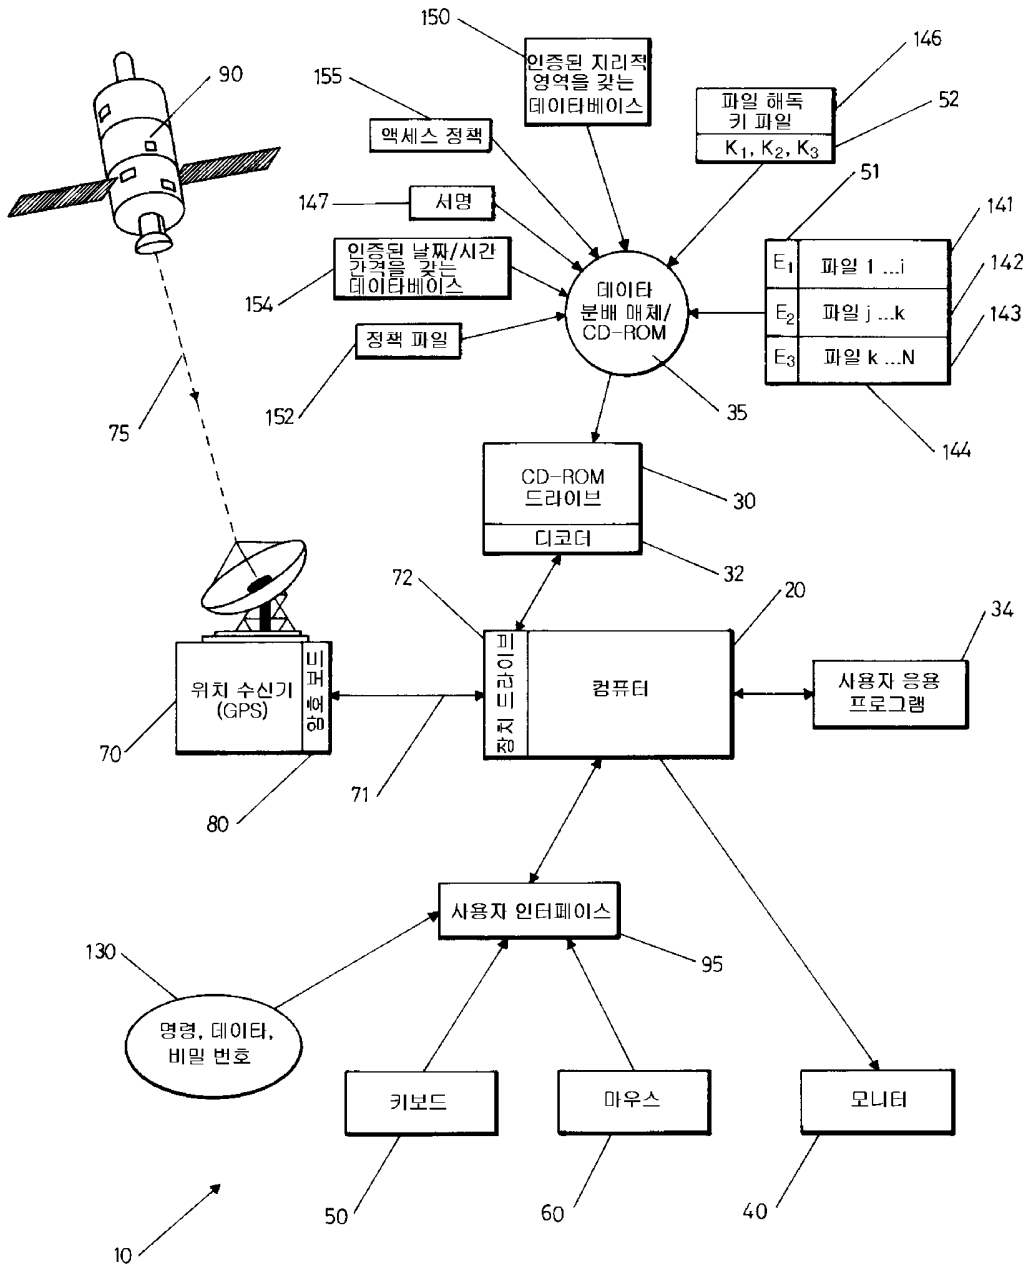 150
인증된 지리적
영역을 갖는
데이타베이스
146
파일 해독
키 파일
K1, K2, K3
52
90
155
액세스 정책
147
서명
51
141
E1 파일 1 ...i
142
E2 파일 j ...k
143
E3 파일 k ...N
144
인증된 날짜/시간
간격을 갖는
데이타베이스
154
데이타
분배 매체/
CD-ROM
35
정책 파일
152
75
CD-ROM
드라이브
30
디코더
32
72
20
34
위치 수신기
(GPS)
암호 보드
장치 드라이브
컴퓨터
사용자 응용
프로그램
70
80
71
사용자 인터페이스
95
130
명령, 데이타,
비밀 번호
키보드
마우스
모니터
50
60
40
10